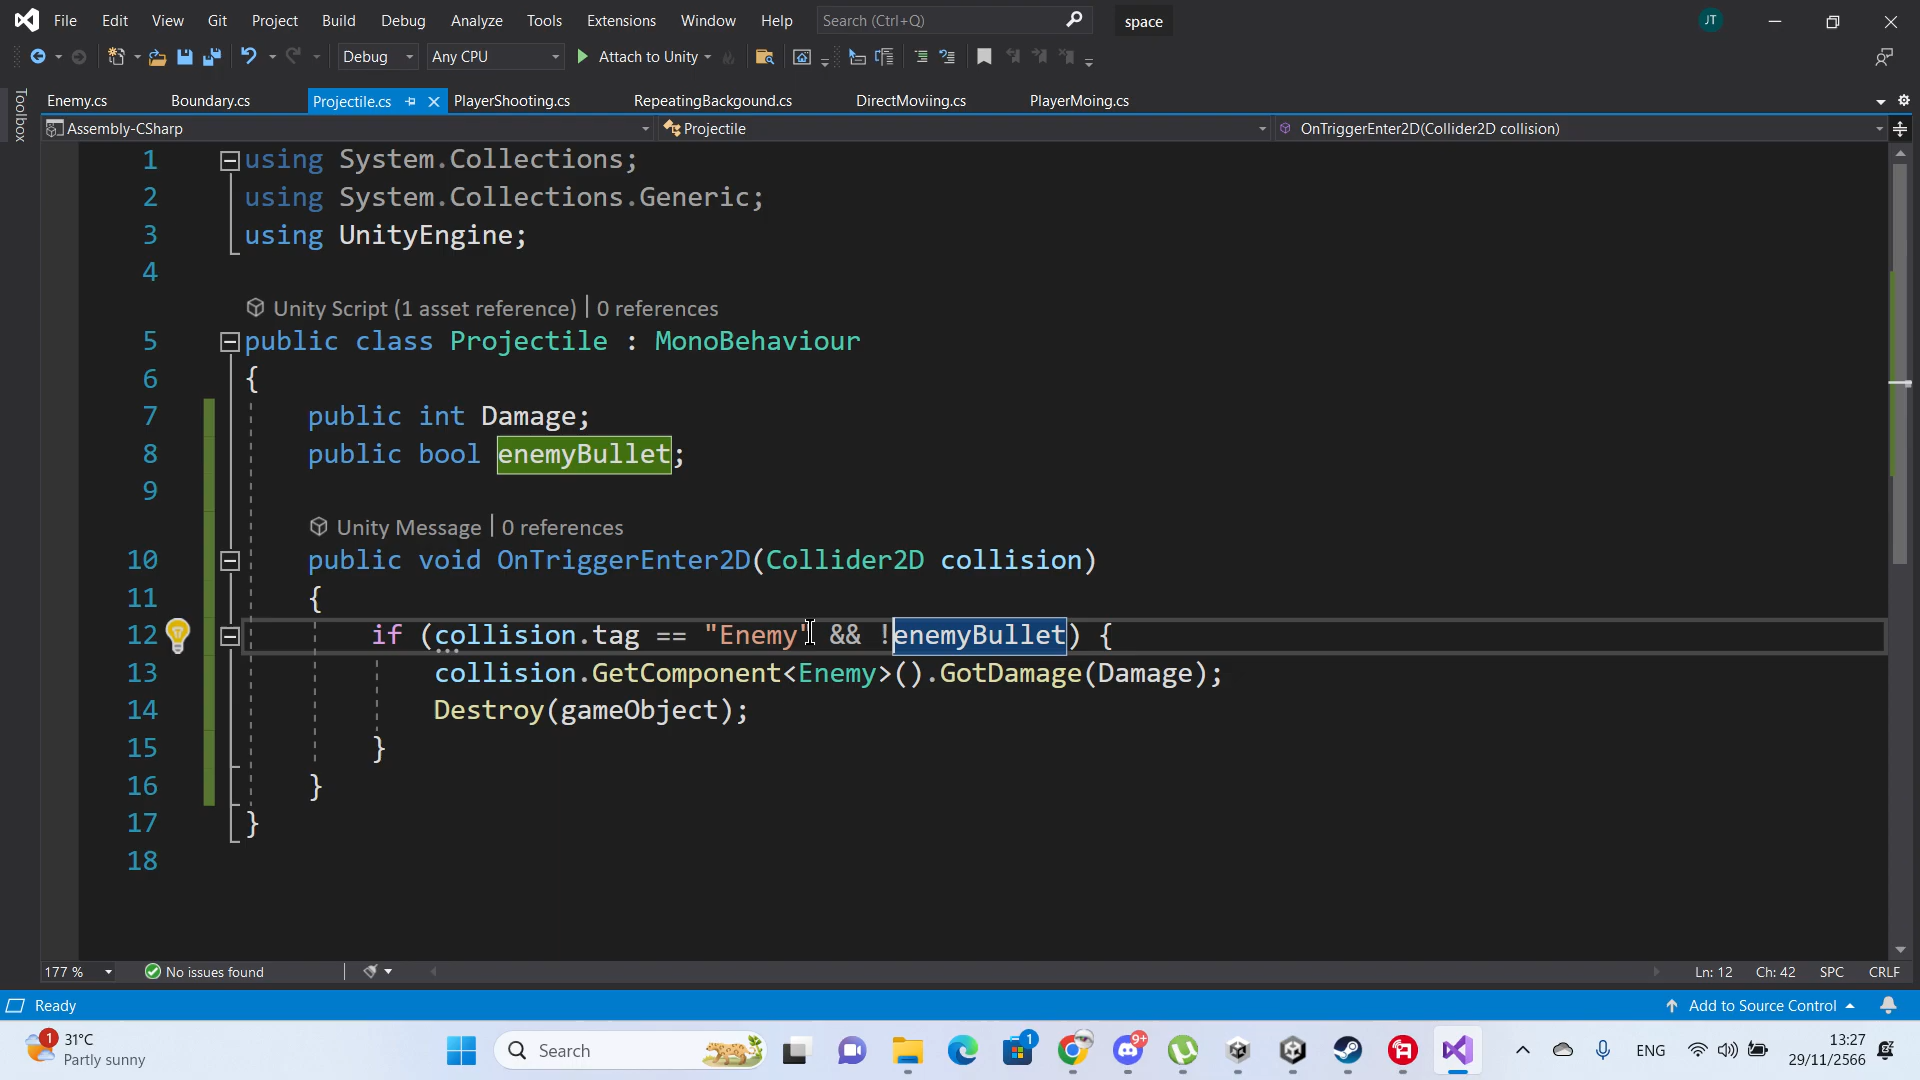 File Edit View Git Project Build Debug Test Analyze Tools Extensions Window Help Search (Ctrl+Q) space JT
Debug Any CPU Attach to Unity
Toolbox
Enemy.cs Boundary.cs Projectile.cs PlayerShooting.cs RepeatingBackgound.cs DirectMoviing.cs PlayerMoing.cs
Assembly-CSharp Projectile OnTriggerEnter2D(Collider2D collision)
1 using System.Collections;
2 using System.Collections.Generic;
3 using UnityEngine;
4
Unity Script (1 asset reference) | 0 references
5 public class Projectile : MonoBehaviour
6 {
7 public int Damage;
8 public bool enemyBullet;
9
Unity Message | 0 references
10 public void OnTriggerEnter2D(Collider2D collision)
11 {
12 if (collision.tag == "Enemy" && !enemyBullet) {
13 collision.GetComponent<Enemy>().GotDamage(Damage);
14 Destroy(gameObject);
15 }
16 }
17 }
18
177 % No issues found Ln: 12 Ch: 42 SPC CRLF
Ready Add to Source Control
1 31°C
Partly sunny
Search 1 9+ ENG 13:27
29/11/2566